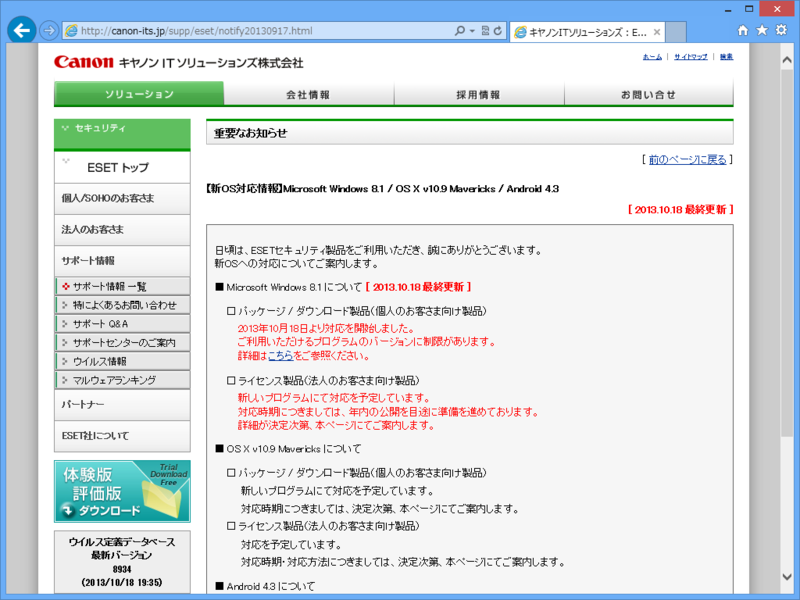 http://canon-its.jp/supp/eset/notify20130917.html
キヤノンITソリューションズ：E...
Canon キヤノン IT ソリューションズ株式会社
ホーム | サイトマップ | 検索
ソリューション
会社情報
採用情報
お問い合せ
セキュリティ
ESET トップ
個人/SOHOのお客さま
法人のお客さま
サポート情報
サポート情報 一覧
特によくあるお問い合わせ
サポート Q&A
サポートセンターのご案内
ウイルス情報
マルウェアランキング
パートナー
ESET社について
体験版
評価版
ダウンロード
Trial
Download
Free
ウイルス定義データベース
最新バージョン
8934
(2013/10/18 19:35)
重要なお知らせ
[ 前のページに戻る ]
【新OS対応情報】Microsoft Windows 8.1 / OS X v10.9 Mavericks / Android 4.3
[ 2013.10.18 最終更新 ]
日頃は、ESETセキュリティ製品をご利用いただき、誠にありがとうございます。
新OSへの対応についてご案内します。
■ Microsoft Windows 8.1 について [ 2013.10.18 最終更新 ]
□ パッケージ / ダウンロード製品(個人のお客さま向け製品)
2013年10月18日より対応を開始しました。
ご利用いただけるプログラムのバージョンに制限があります。
詳細はこちらをご参照ください。
□ ライセンス製品(法人のお客さま向け製品)
新しいプログラムにて対応を予定しています。
対応時期につきましては、年内の公開を目途に準備を進めております。
詳細が決定次第、本ページにてご案内します。
■ OS X v10.9 Mavericks について
□ パッケージ / ダウンロード製品(個人のお客さま向け製品)
新しいプログラムにて対応を予定しています。
対応時期につきましては、決定次第、本ページにてご案内します。
□ ライセンス製品(法人のお客さま向け製品)
対応を予定しています。
対応時期・対応方法につきましては、決定次第、本ページにてご案内します。
■ Android 4.3 について